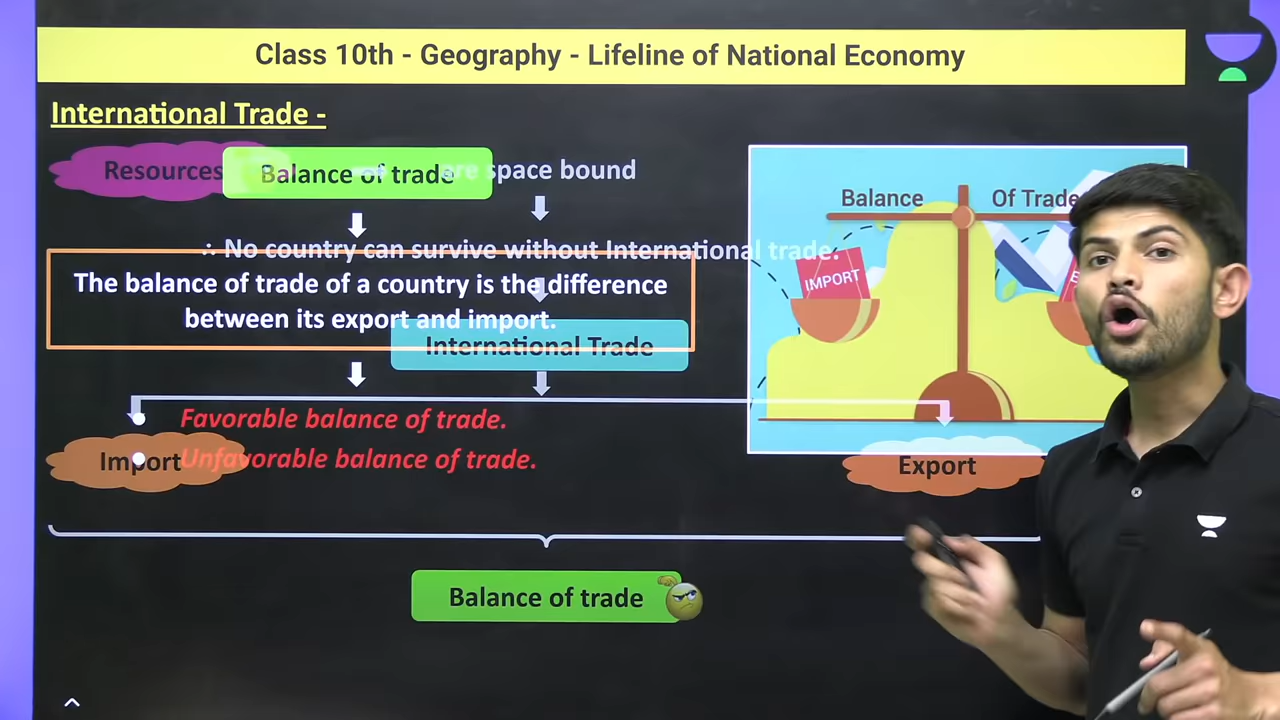 Class 10th - Geography - Lifeline of National Economy
International Trade -
Resources
Balance of trade
are space bound
∴ No country can survive without International trade.
The balance of trade of a country is the difference
between its export and import.
International Trade
Favorable balance of trade.
Unfavorable balance of trade.
Import
Export
Balance of trade
Balance
Of Trade
IMPORT